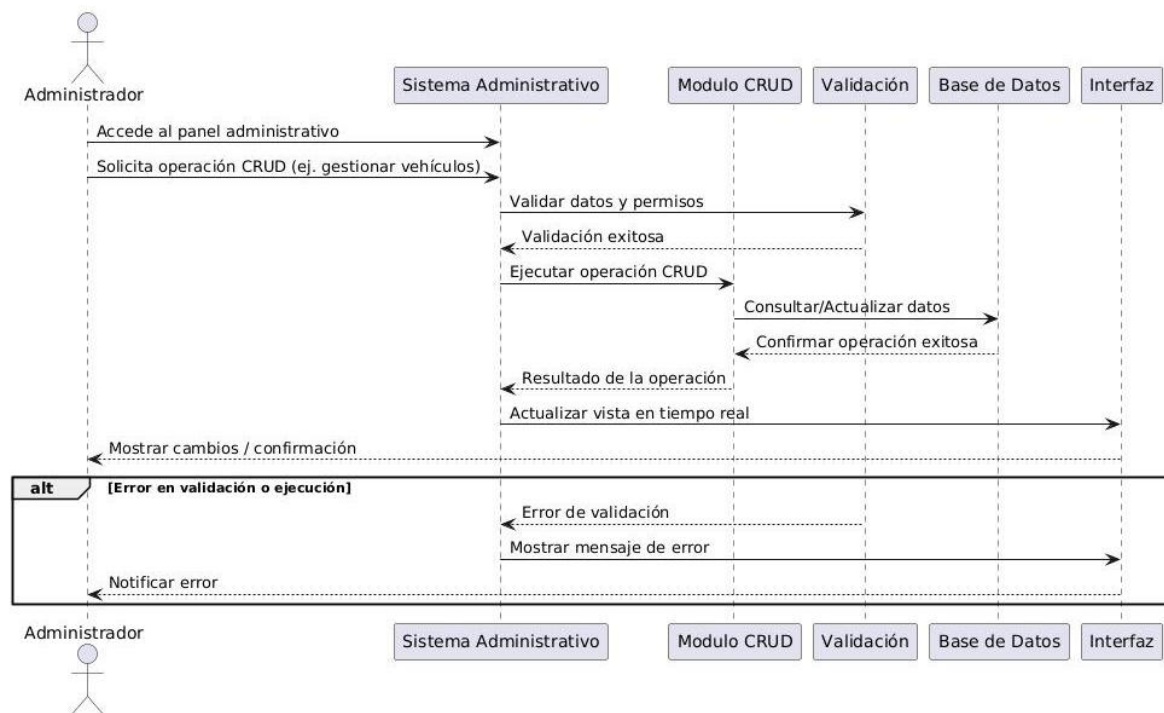 Administrador
Sistema Administrativo
Modulo CRUD
Validación
Base de Datos
Interfaz
Accede al panel administrativo
Solicita operación CRUD (ej. gestionar vehículos)
Validar datos y permisos
Validación exitosa
Ejecutar operación CRUD
Consultar/Actualizar datos
Confirmar operación exitosa
Resultado de la operación
Actualizar vista en tiempo real
Mostrar cambios / confirmación
alt
[Error en validación o ejecución]
Error de validación
Mostrar mensaje de error
Notificar error
Administrador
Sistema Administrativo
Modulo CRUD
Validación
Base de Datos
Interfaz